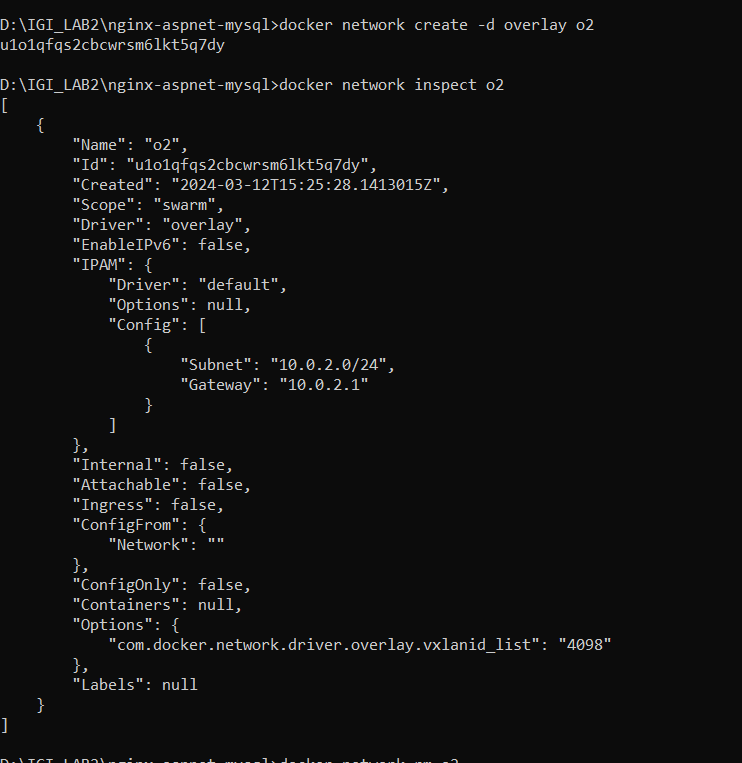 D:\IGI_LAB2\nginx-aspnet-mysql>docker network create -d overlay o2
u1o1qfqs2cbcwrsm6lkt5q7dy
D:\IGI_LAB2\nginx-aspnet-mysql>docker network inspect o2
[
    {
        "Name": "o2",
        "Id": "u1o1qfqs2cbcwrsm6lkt5q7dy",
        "Created": "2024-03-12T15:25:28.1413015Z",
        "Scope": "swarm",
        "Driver": "overlay",
        "EnableIPv6": false,
        "IPAM": {
            "Driver": "default",
            "Options": null,
            "Config": [
                {
                    "Subnet": "10.0.2.0/24",
                    "Gateway": "10.0.2.1"
                }
            ]
        },
        "Internal": false,
        "Attachable": false,
        "Ingress": false,
        "ConfigFrom": {
            "Network": ""
        },
        "ConfigOnly": false,
        "Containers": null,
        "Options": {
            "com.docker.network.driver.overlay.vxlanid_list": "4098"
        },
        "Labels": null
    }
]
D:\IGI_LAB2\nginx-aspnet-mysql>docker network rm o2